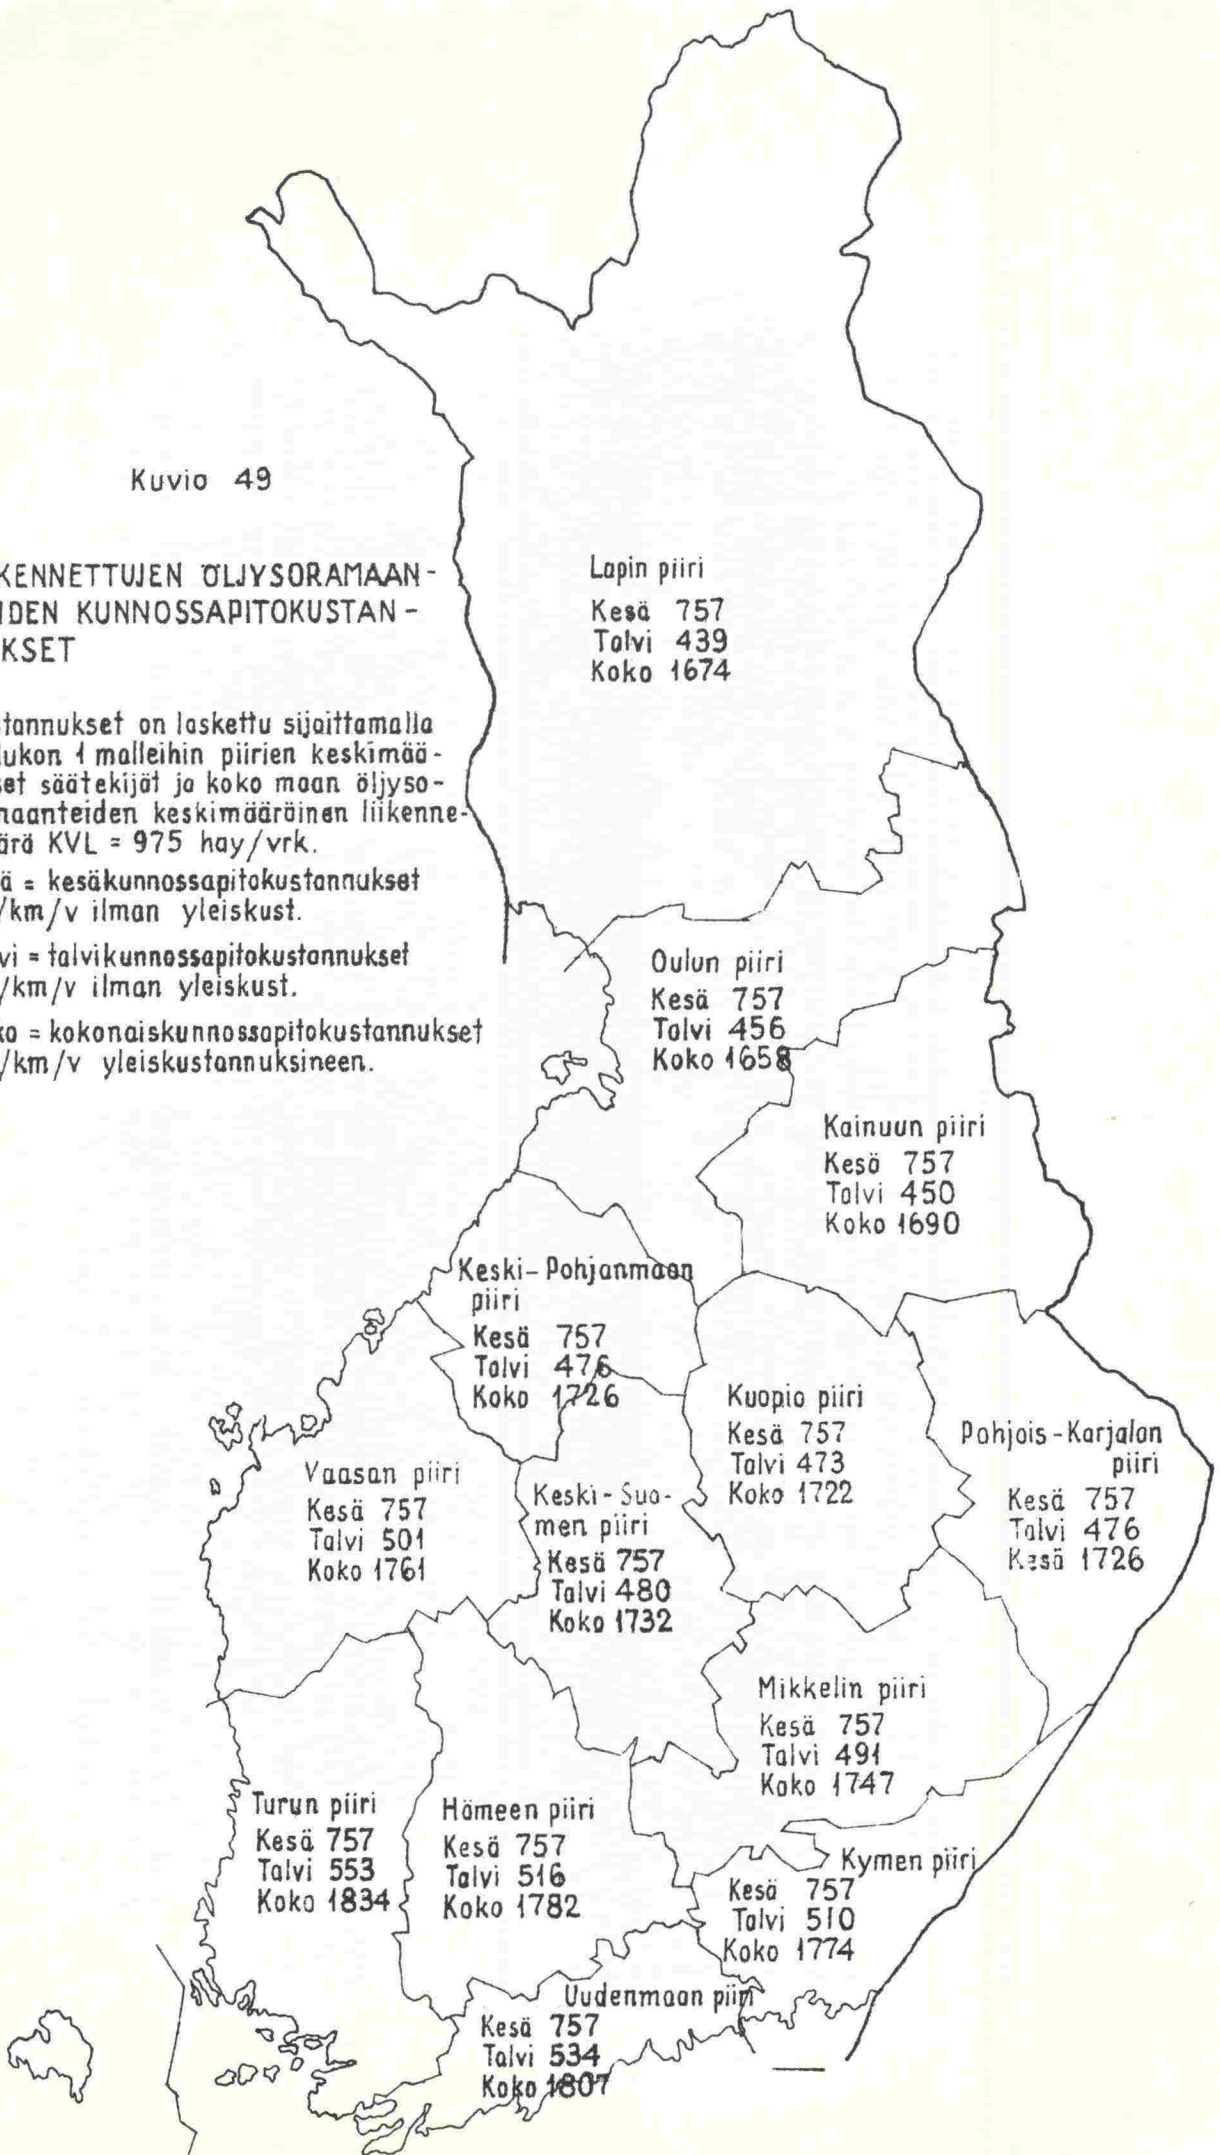 Kuvio 49
KENNETTUJEN ÖLJYSORAMAAN-
IDEN KUNNOSSAPITOKUSTAN-
KSET
tannukset on laskettu sijoittamalla
lukon 1 malleihin piirien keskimää-
set säätekijät ja koko maan öljyso-
maanteiden keskimääräinen liikenne-
ärä KVL = 975 hay/vrk.
ä = kesäkunnossapitokustannukset
/km/v ilman yleiskust.
vi = talvikunnossapitokustannukset
/km/v ilman yleiskust.
ko = kokonaiskunnossapitokustannukset
/km/v yleiskustannuksineen.
Lapin piiri
Kesä 757
Talvi 439
Koko 1674
Oulun piiri
Kesä 757
Talvi 456
Koko 1658
Kainuun piiri
Kesä 757
Talvi 450
Koko 1690
Keski-Pohjanmaan
piiri
Kesä 757
Talvi 476
Koko 1726
Kuopio piiri
Kesä 757
Talvi 473
Koko 1722
Pohjois-Karjalan
piiri
Kesä 757
Talvi 476
Kesä 1726
Vaasan piiri
Kesä 757
Talvi 501
Koko 1761
Keski-Suo-
men piiri
Kesä 757
Talvi 480
Koko 1732
Mikkelin piiri
Kesä 757
Talvi 491
Koko 1747
Turun piiri
Kesä 757
Talvi 553
Koko 1834
Hämeen piiri
Kesä 757
Talvi 516
Koko 1782
Kymen piiri
Kesä 757
Talvi 510
Koko 1774
Uudenmaan piiri
Kesä 757
Talvi 534
Koko 1807